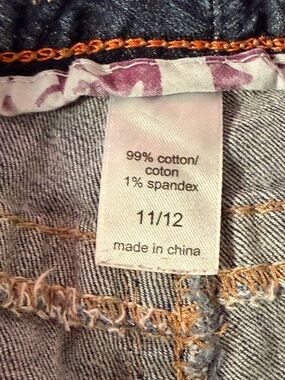 99% cotton/
coton
1% spandex
11/12
made in china